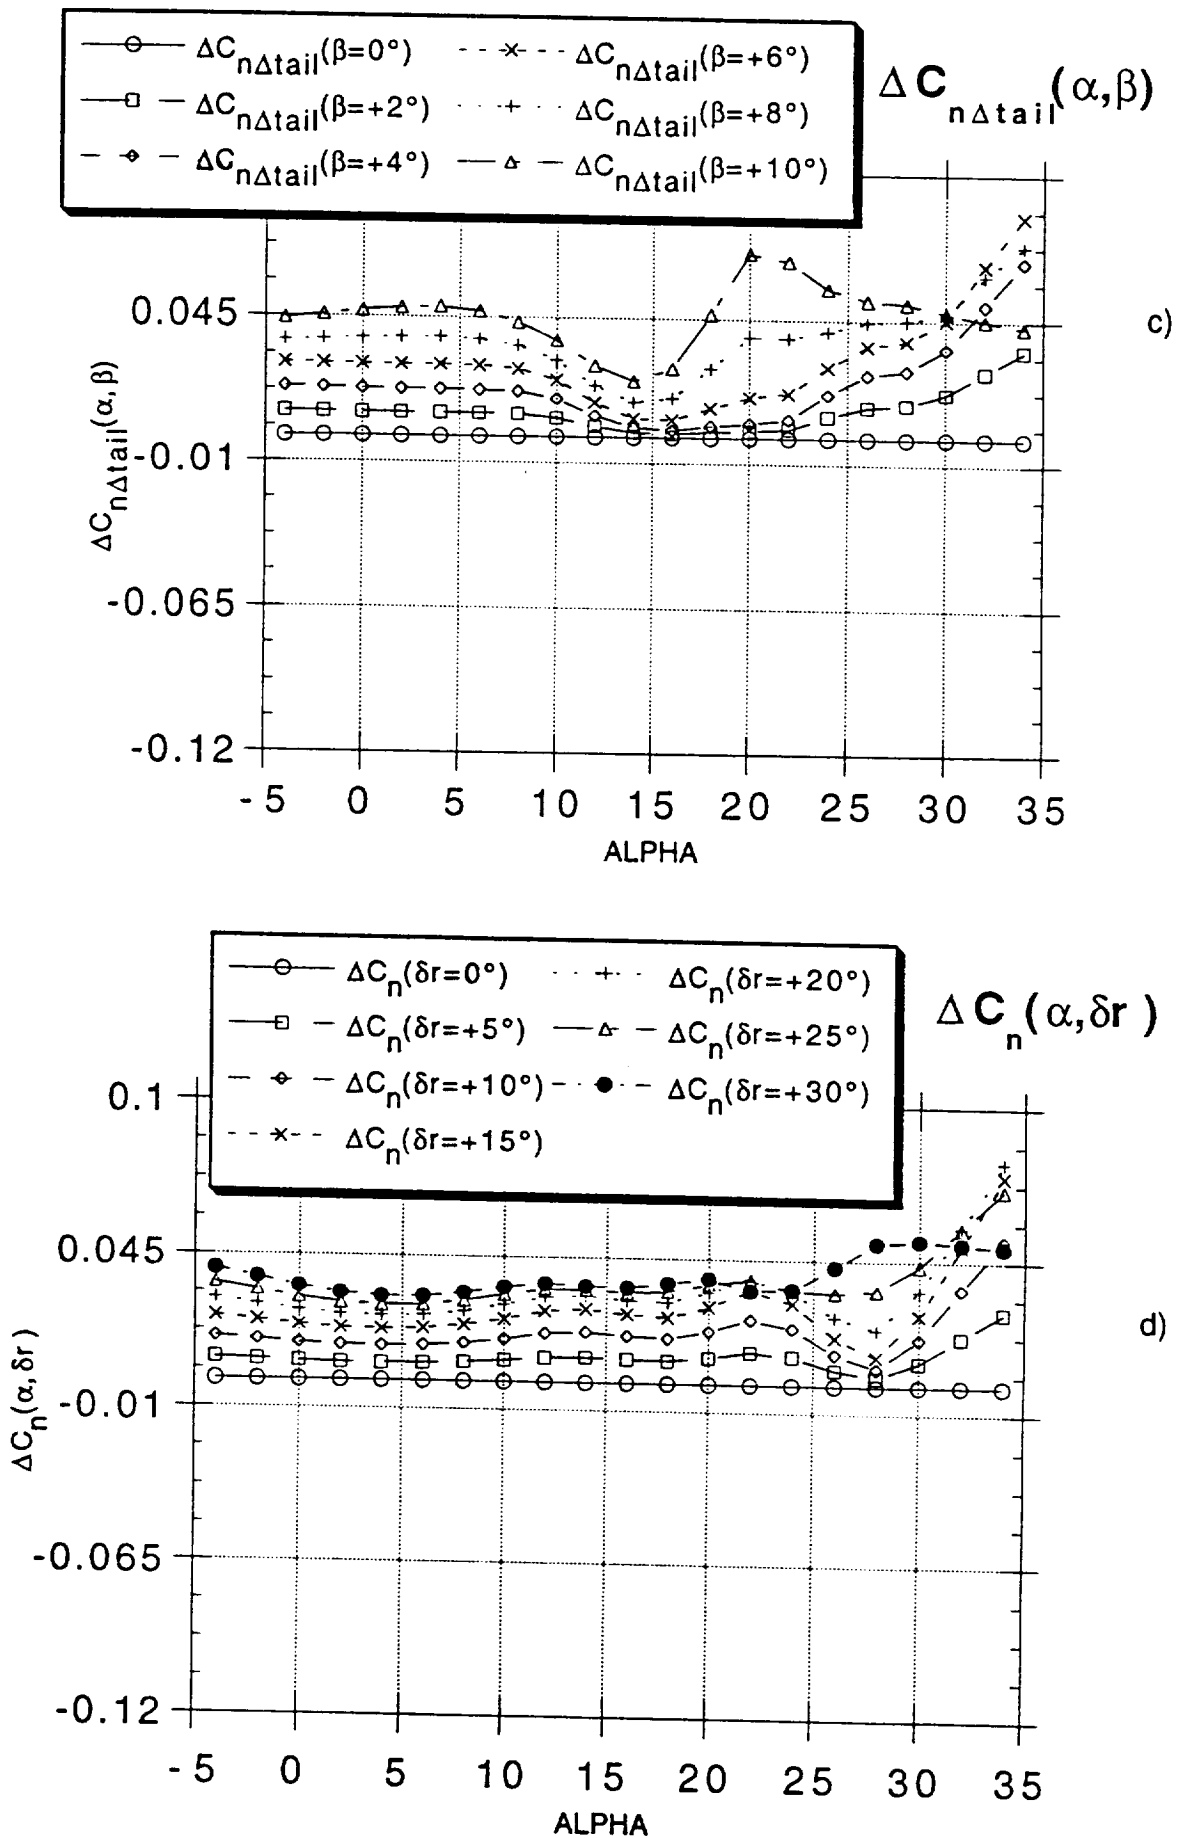 ΔCnΔtail(β=0°) ΔCnΔtail(β=+6°)
ΔCnΔtail(β=+2°) ΔCnΔtail(β=+8°)
ΔCnΔtail(β=+4°) ΔCnΔtail(β=+10°)
ΔCnΔtail(α,β)
0.045
-0.01
-0.065
-0.12
ΔCnΔtail(α,β)
-5 0 5 10 15 20 25 30 35
ALPHA
c)
ΔCn(δr=0°) ΔCn(δr=+20°)
ΔCn(δr=+5°) ΔCn(δr=+25°)
ΔCn(δr=+10°) ΔCn(δr=+30°)
ΔCn(δr=+15°)
ΔCn(α,δr)
0.1
0.045
-0.01
-0.065
-0.12
ΔCn(α,δr)
-5 0 5 10 15 20 25 30 35
ALPHA
d)